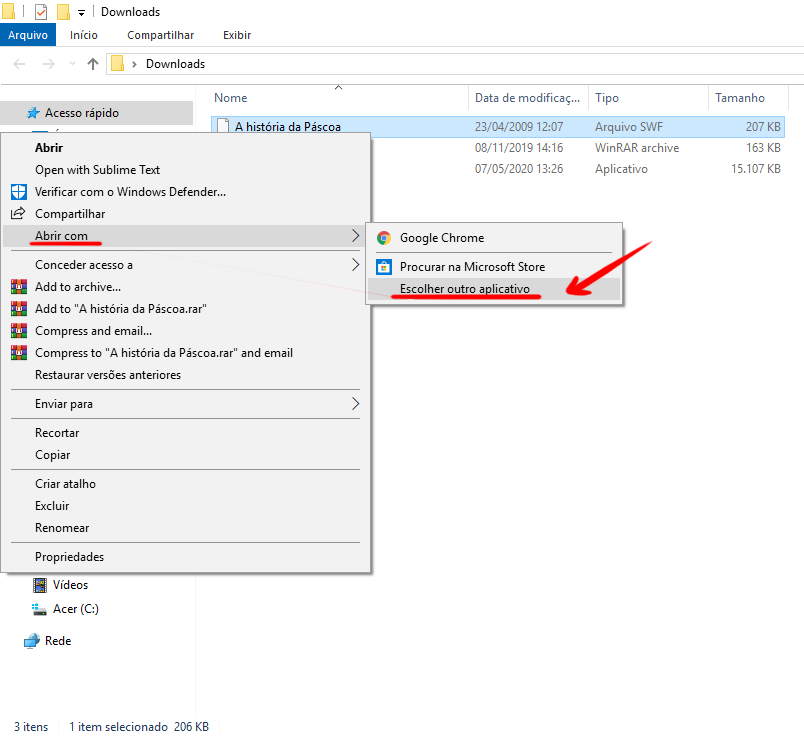 Downloads
Arquivo Início Compartilhar Exibir
Downloads
Nome Data de modificaç... Tipo Tamanho
Acesso rápido
A história da Páscoa 23/04/2009 12:07 Arquivo SWF 207 KB
08/11/2019 14:16 WinRAR archive 163 KB
07/05/2020 13:26 Aplicativo 15.107 KB
Abrir
Open with Sublime Text
Verificar com o Windows Defender...
Compartilhar
Abrir com
Google Chrome
Procurar na Microsoft Store
Escolher outro aplicativo
Conceder acesso a
Add to archive...
Add to "A história da Páscoa.rar"
Compress and email...
Compress to "A história da Páscoa.rar" and email
Restaurar versões anteriores
Enviar para
Recortar
Copiar
Criar atalho
Excluir
Renomear
Propriedades
Vídeos
Acer (C:)
Rede
3 itens 1 item selecionado 206 KB